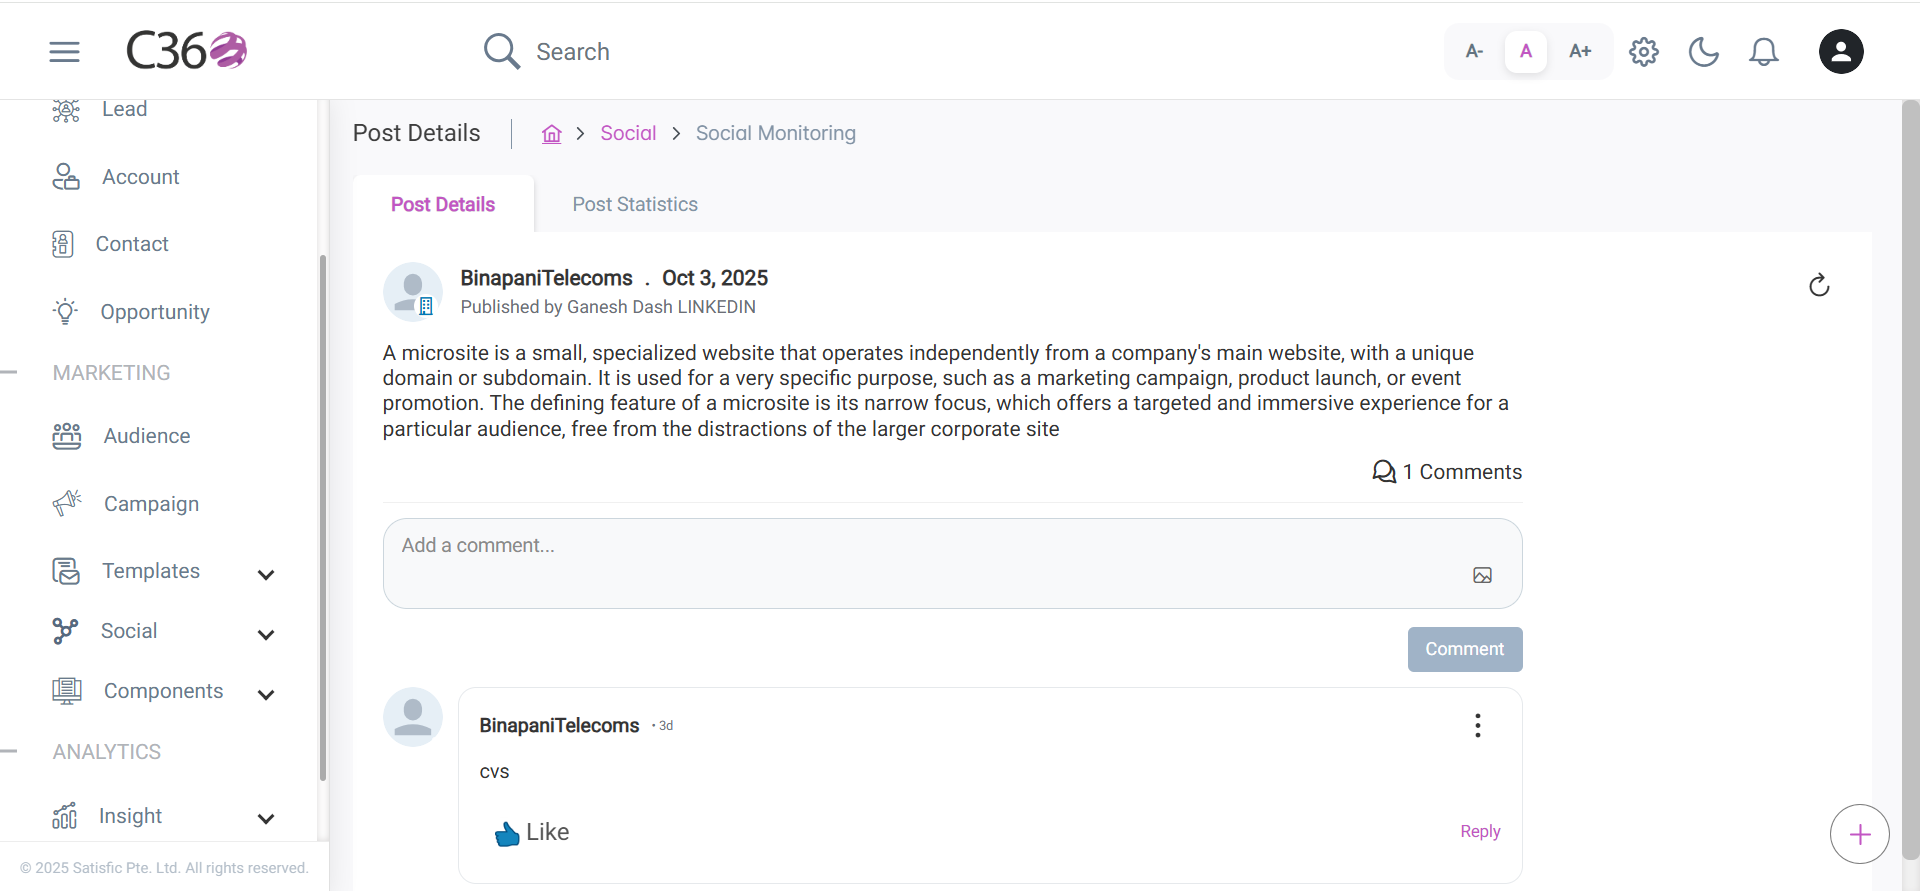 C360
Search
A-
A
A+
Lead
Account
Contact
Opportunity
MARKETING
Audience
Campaign
Templates
Social
Components
ANALYTICS
Insight
© 2025 Satisfic Pte. Ltd. All rights reserved.
Post Details
Social
Social Monitoring
Post Details
Post Statistics
BinapaniTelecoms . Oct 3, 2025
Published by Ganesh Dash LINKEDIN
A microsite is a small, specialized website that operates independently from a company's main website, with a unique
domain or subdomain. It is used for a very specific purpose, such as a marketing campaign, product launch, or event
promotion. The defining feature of a microsite is its narrow focus, which offers a targeted and immersive experience for a
particular audience, free from the distractions of the larger corporate site
1 Comments
Add a comment...
Comment
BinapaniTelecoms · 3d
cvs
Like
Reply